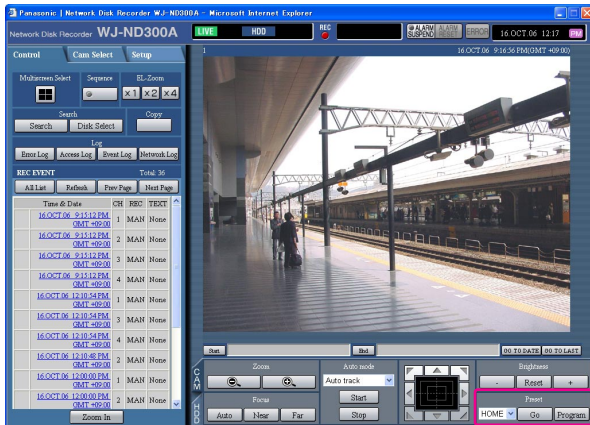 Panasonic | Network Disk Recorder WJ-ND300A - Microsoft Internet Explorer
Network Disk Recorder WJ-ND300A
LIVE HDD REC ALARM SUSPEND ALARM RESET ERROR 16.OCT.06 12:17 PM
Control Cam Select Setup
1 16.OCT.06 9:16:56 PM(GMT +09:00)
Multiscreen Select Sequence EL-Zoom
x1 x2 x4
Search Copy
Search Disk Select
Log
Error Log Access Log Event Log Network Log
REC EVENT Total: 36
All List Refresh Prev Page Next Page
Time & Date CH REC TEXT
16.OCT.06 9:15:12 PM GMT +09:00 1 MAN None
16.OCT.06 9:15:12 PM GMT +09:00 2 MAN None
16.OCT.06 9:15:12 PM GMT +09:00 3 MAN None
16.OCT.06 9:15:12 PM GMT +09:00 4 MAN None
16.OCT.06 12:10:54 PM GMT +09:00 1 MAN None
16.OCT.06 12:10:54 PM GMT +09:00 3 MAN None
16.OCT.06 12:10:54 PM GMT +09:00 4 MAN None
16.OCT.06 12:10:48 PM GMT +09:00 2 MAN None
16.OCT.06 12:00:00 PM GMT +09:00 1 MAN None
16.OCT.06 12:00:00 PM GMT +09:00 2 MAN None
Zoom In
Start End GO TO DATE GO TO LAST
CAM
HDD
Zoom
Focus
Auto Near Far
Auto mode
Auto track
Start
Stop
Brightness
- Reset +
Preset
HOME Go Program